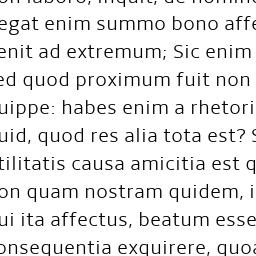 on laboro, inquit, de nomine
egat enim summo bono affe
enit ad extremum; Sic enim
ed quod proximum fuit non
uippe: habes enim a rhetori
uid, quod res alia tota est? S
tilitatis causa amicitia est q
on quam nostram quidem, i
ui ita affectus, beatum esse
onsequentia exquirere, quoa